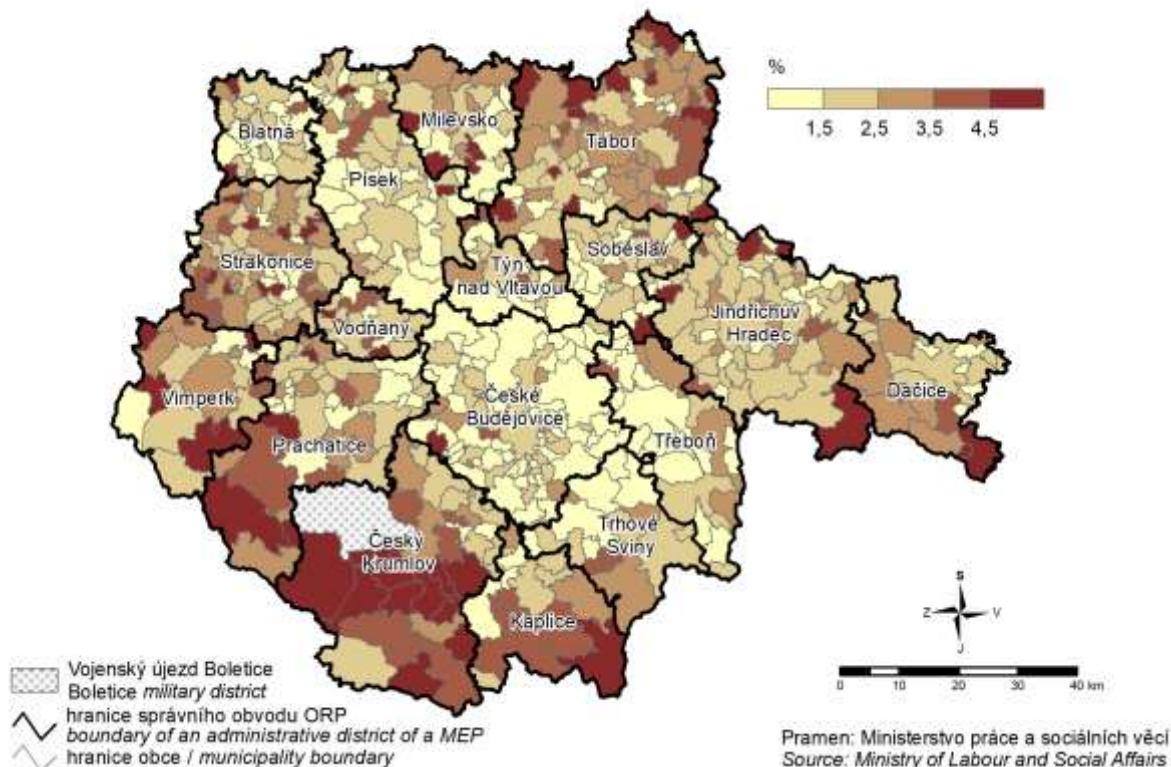 %
1,5 2,5 3,5 4,5
Blatná
Milevsko
Tábor
Písek
Strakonice
Týn
nad Vltavou
Soběslav
Jindřichův
Hradec
Vodňany
Vimperk
České
Budějovice
Dačice
Prachatice
Třeboň
Trhové
Sviny
Český
Krumlov
Kaplice
S
Z V
J
0 10 20 30 40 km
Vojenský újezd Boletice
Boletice military district
hranice správního obvodu ORP
boundary of an administrative district of a MEP
hranice obce / municipality boundary
Pramen: Ministerstvo práce a sociálních věcí
Source: Ministry of Labour and Social Affairs